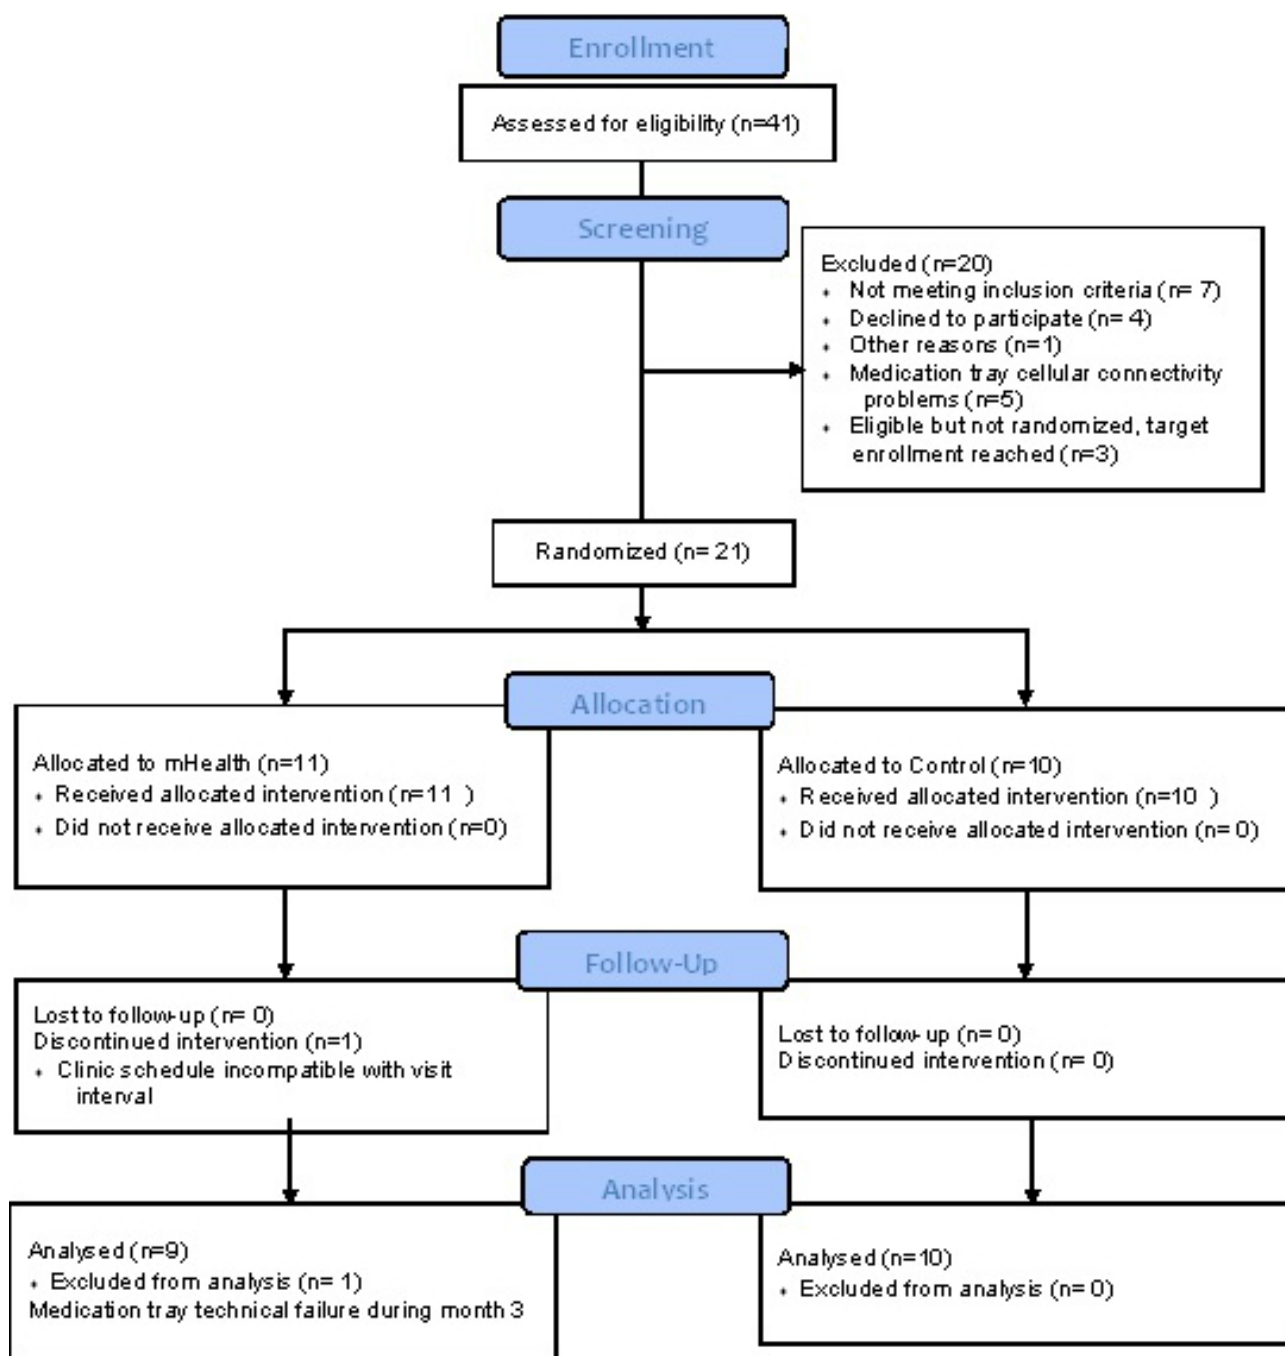 Enrollment
Assessed for eligibility (n=41)
Screening
Excluded (n=20)
⬧ Not meeting inclusion criteria (n= 7)
⬧ Declined to participate (n= 4)
⬧ Other reasons (n=1)
⬧ Medication tray cellular connectivity
problems (n=5)
⬧ Eligible but not randomized, target
enrollment reached (n=3)
Randomized (n= 21)
Allocation
Allocated to mHealth (n=11)
⬧ Received allocated intervention (n=11 )
⬧ Did not receive allocated intervention (n=0)
Allocated to Control (n=10)
⬧ Received allocated intervention (n=10 )
⬧ Did not receive allocated intervention (n= 0)
Follow-Up
Lost to follow-up (n= 0)
Discontinued intervention (n=1)
⬧ Clinic schedule incompatible with visit
interval
Lost to follow-up (n= 0)
Discontinued intervention (n= 0)
Analysis
Analysed (n=9)
⬧ Excluded from analysis (n= 1)
Medication tray technical failure during month 3
Analysed (n=10)
⬧ Excluded from analysis (n= 0)